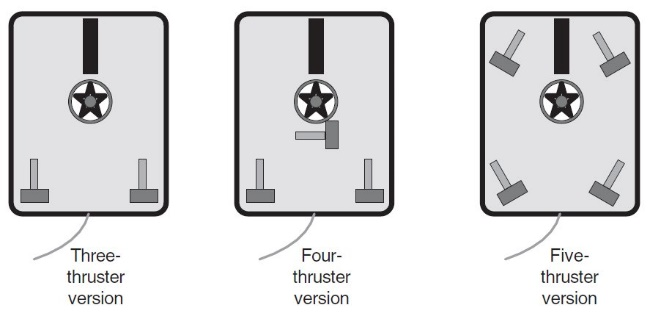 Three-
thruster
version
Four-
thruster
version
Five-
thruster
version